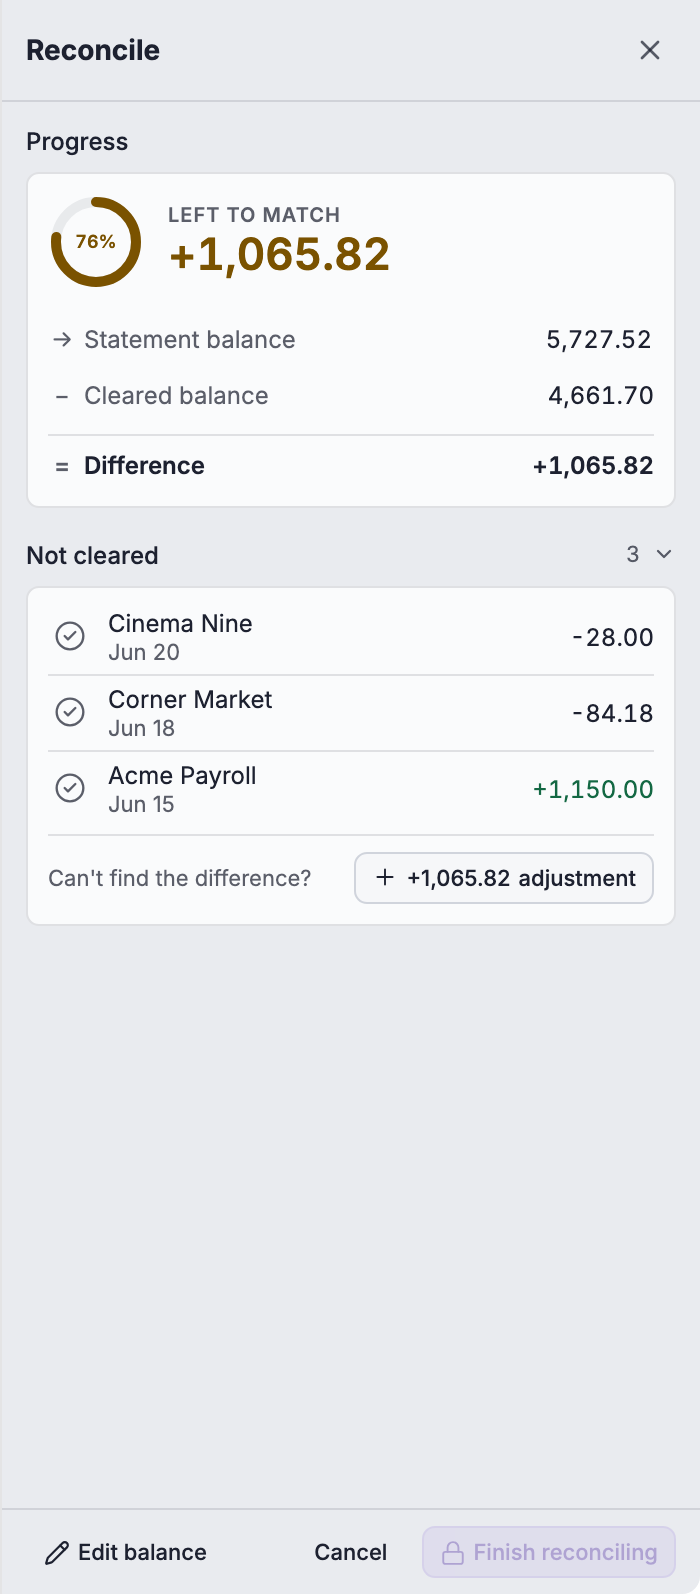 Reconcile
Progress
76%
LEFT TO MATCH
+1,065.82
→ Statement balance 5,727.52
– Cleared balance 4,661.70
= Difference +1,065.82
Not cleared 3
Cinema Nine -28.00
Jun 20
Corner Market -84.18
Jun 18
Acme Payroll +1,150.00
Jun 15
Can't find the difference? + +1,065.82 adjustment
Edit balance Cancel Finish reconciling